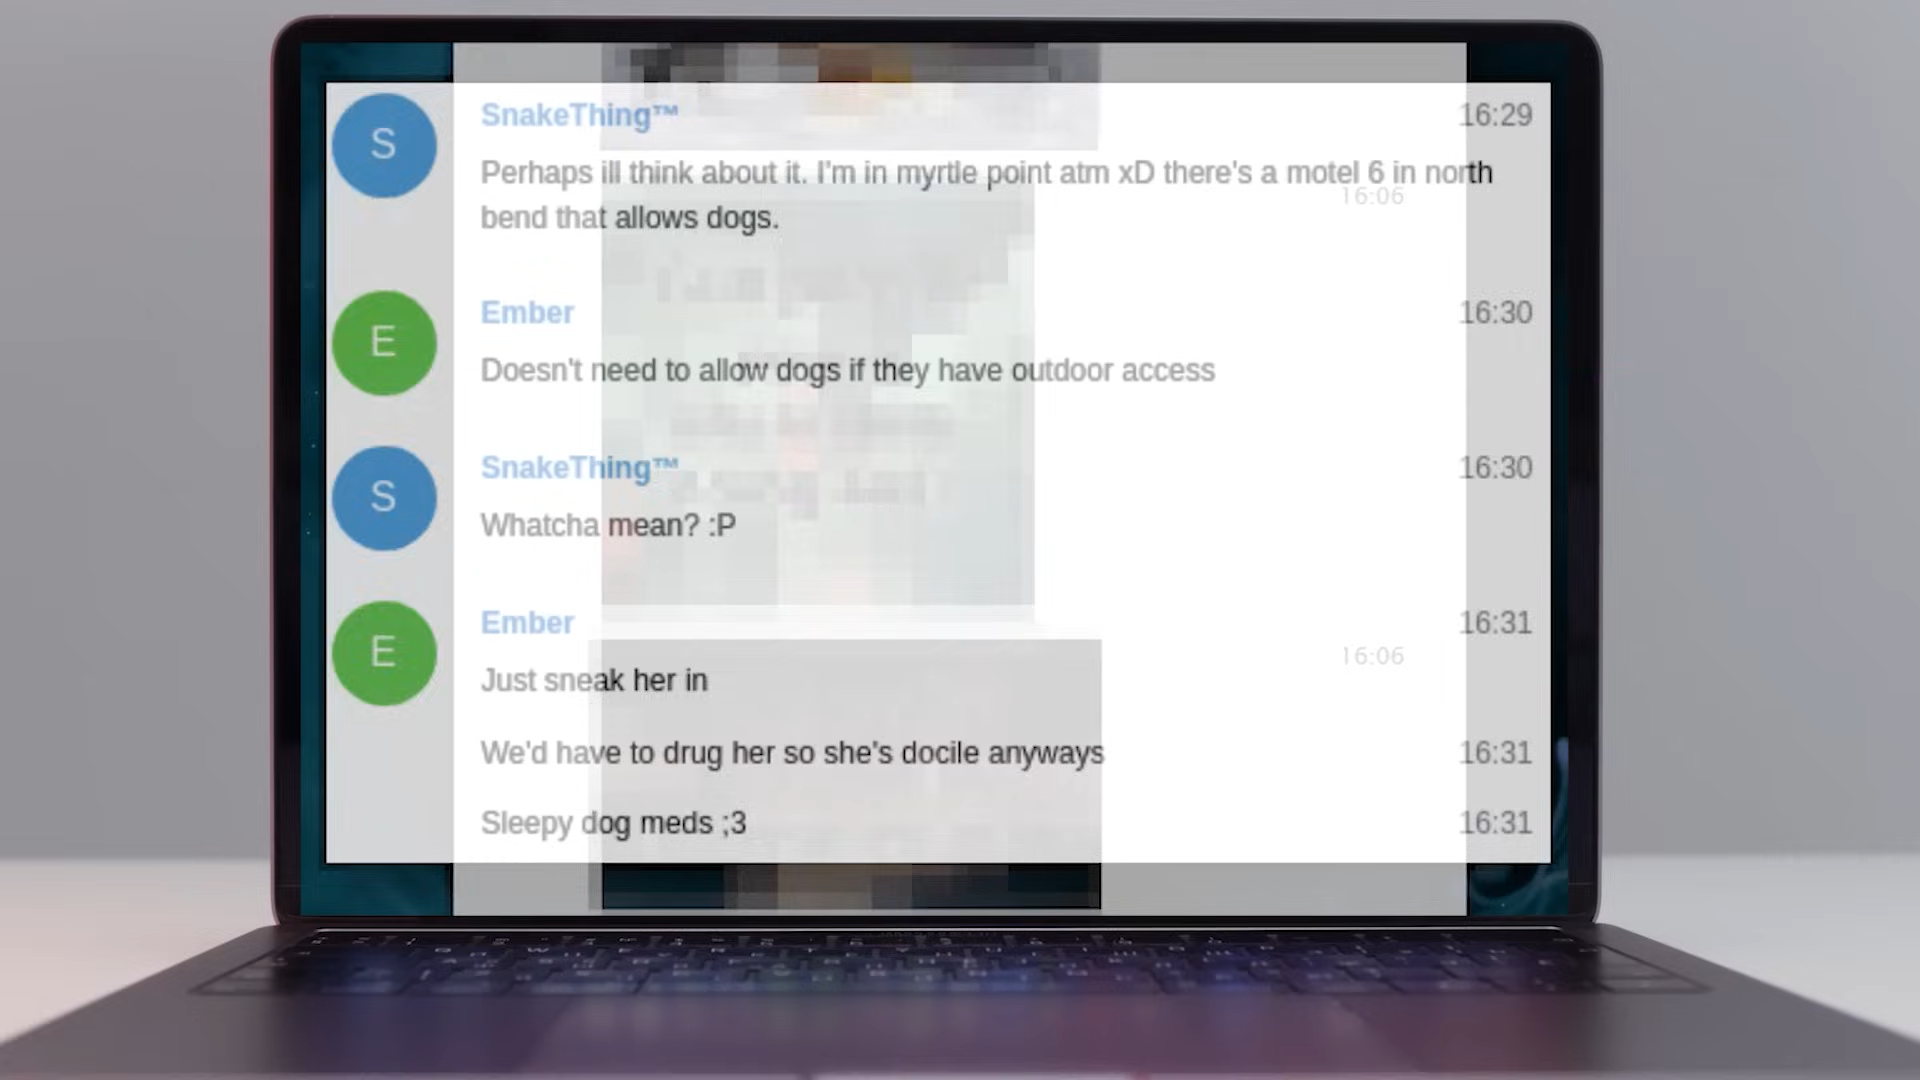 S
SnakeThing™
16:29
Perhaps ill think about it. I'm in myrtle point atm xD there's a motel 6 in north
16:06
bend that allows dogs.
E
Ember
16:30
Doesn't need to allow dogs if they have outdoor access
S
SnakeThing™
16:30
Whatcha mean? :P
E
Ember
16:31
16:06
Just sneak her in
We'd have to drug her so she's docile anyways
16:31
Sleepy dog meds ;3
16:31